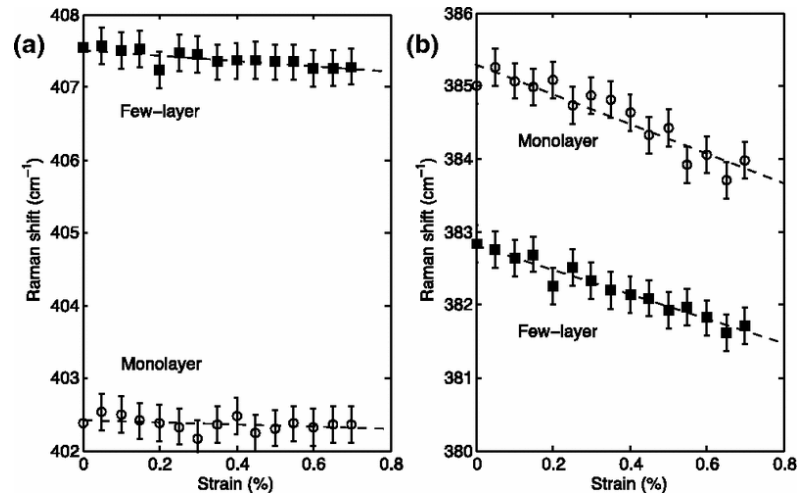 (a)
408
407
406
405
404
403
402
Raman shift (cm⁻¹)
Few-layer
Monolayer
0 0.2 0.4 0.6 0.8
Strain (%)
(b)
386
385
384
383
382
381
380
Raman shift (cm⁻¹)
Monolayer
Few-layer
0 0.2 0.4 0.6 0.8
Strain (%)